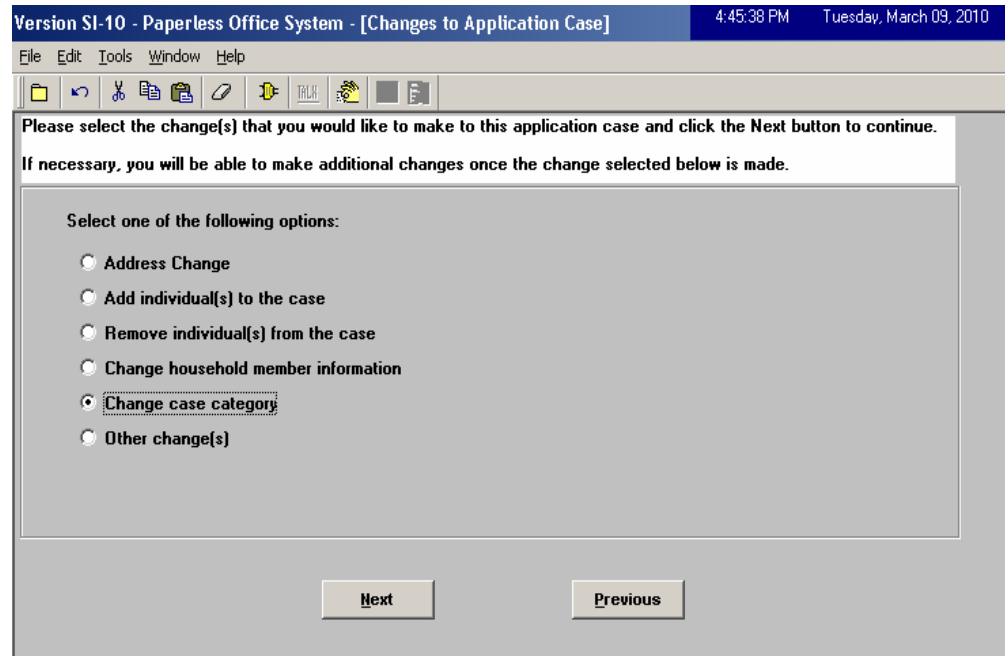 Version SI-10 - Paperless Office System - [Changes to Application Case] 4:45:38 PM Tuesday, March 09, 2010
File Edit Tools Window Help
TALK
Please select the change(s) that you would like to make to this application case and click the Next button to continue.
If necessary, you will be able to make additional changes once the change selected below is made.
Select one of the following options:
Address Change
Add individual(s) to the case
Remove individual(s) from the case
Change household member information
Change case category
Other change(s)
Next Previous